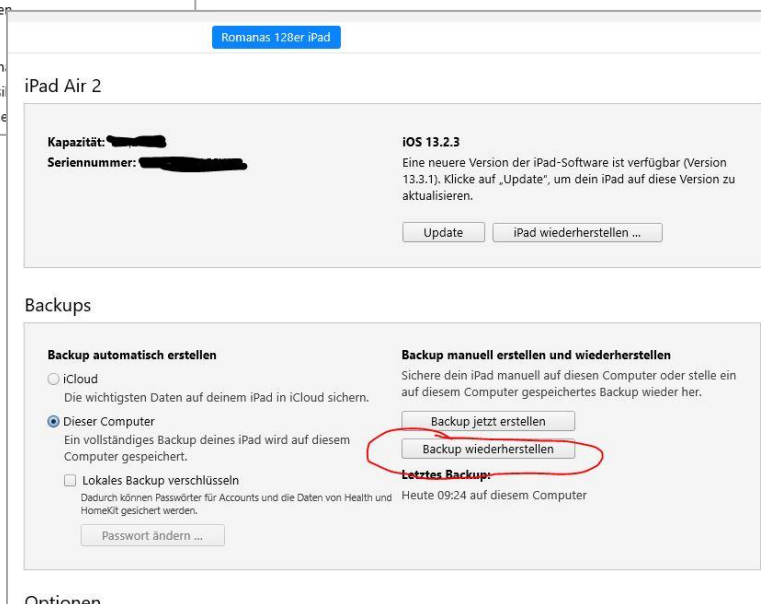 Romanas 128er iPad
iPad Air 2
Kapazität:
Seriennummer:
iOS 13.2.3
Eine neuere Version der iPad-Software ist verfügbar (Version
13.3.1). Klicke auf „Update", um dein iPad auf diese Version zu
aktualisieren.
Update
iPad wiederherstellen ...
Backups
Backup automatisch erstellen
iCloud
Die wichtigsten Daten auf deinem iPad in iCloud sichern.
Dieser Computer
Ein vollständiges Backup deines iPad wird auf diesem
Computer gespeichert.
Lokales Backup verschlüsseln
Dadurch können Passwörter für Accounts und die Daten von Health und
HomeKit gesichert werden.
Passwort ändern ...
Backup manuell erstellen und wiederherstellen
Sichere dein iPad manuell auf diesen Computer oder stelle ein
auf diesem Computer gespeichertes Backup wieder her.
Backup jetzt erstellen
Backup wiederherstellen
Letztes Backup:
Heute 09:24 auf diesem Computer
Optionen